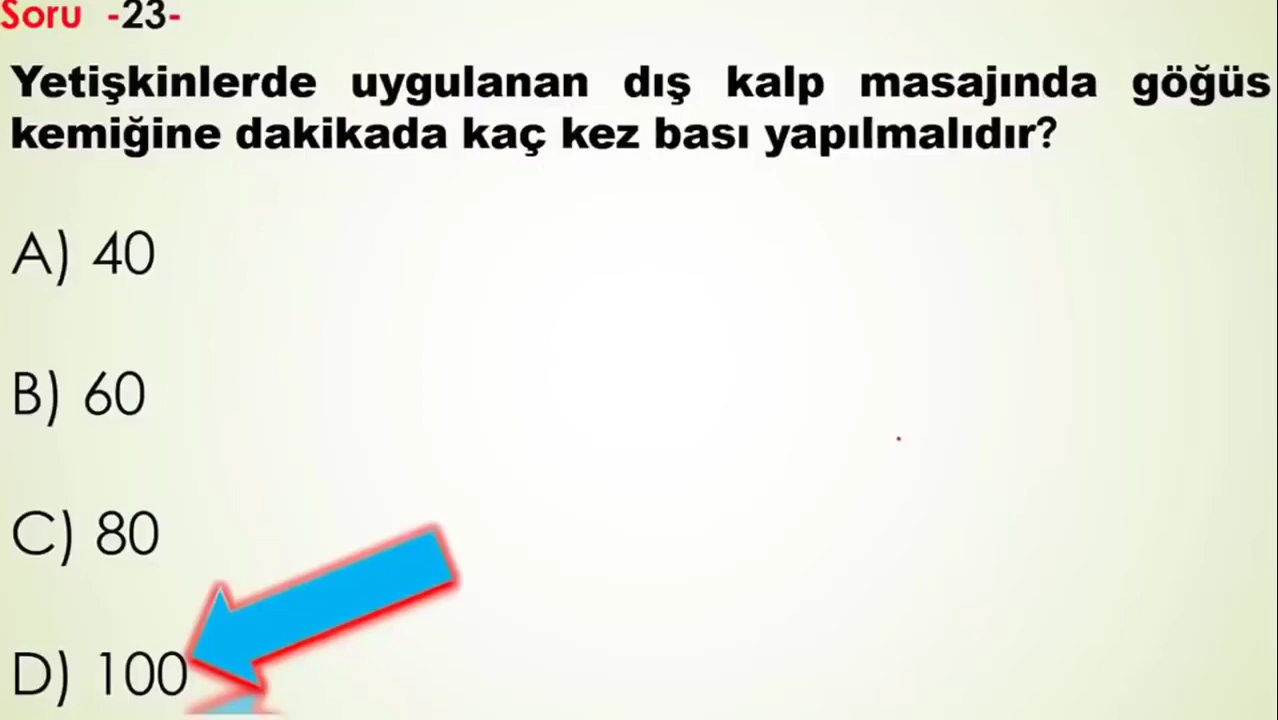 Soru -23-
Yetişkinlerde uygulanan dış kalp masajında göğüs
kemiğine dakikada kaç kez bası yapılmalıdır?
A) 40
B) 60
C) 80
D) 100